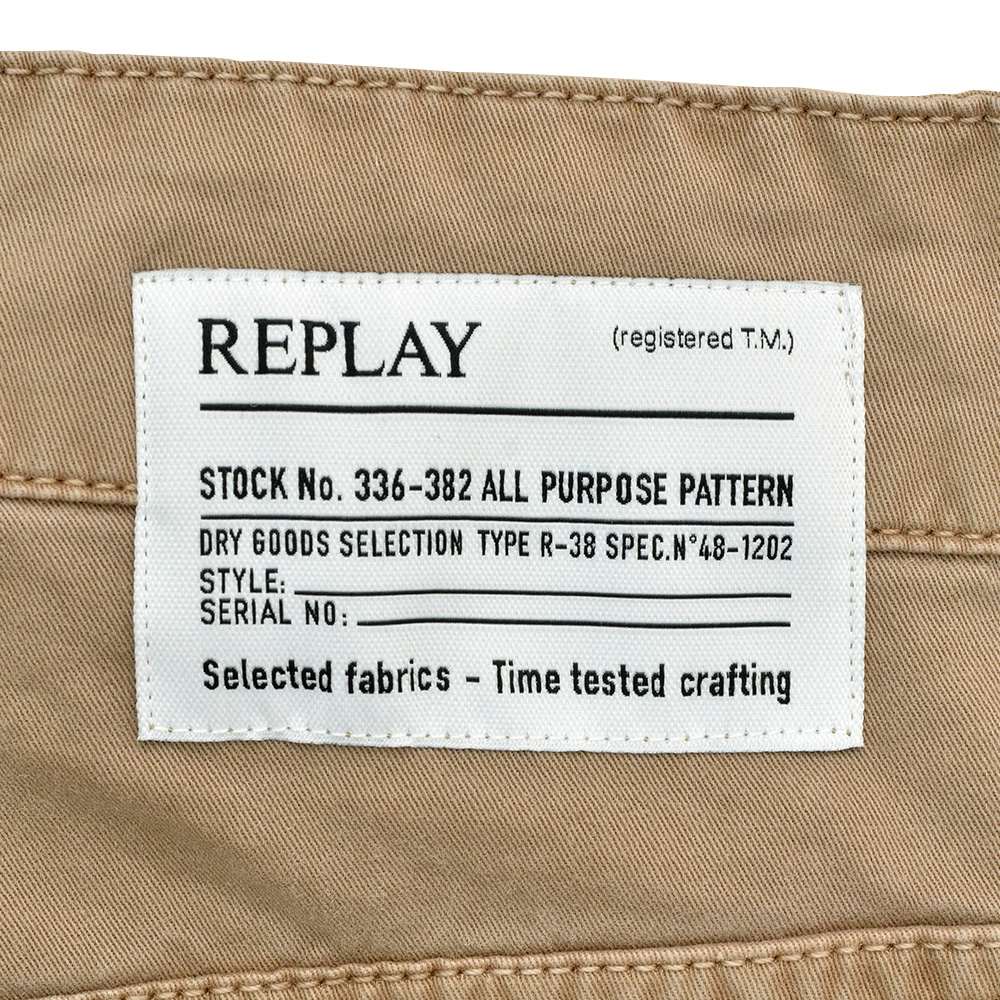 REPLAY (registered T.M.)
STOCK No. 336-382 ALL PURPOSE PATTERN
DRY GOODS SELECTION TYPE R-38 SPEC.N°48-1202
STYLE:
SERIAL NO:
Selected fabrics - Time tested crafting